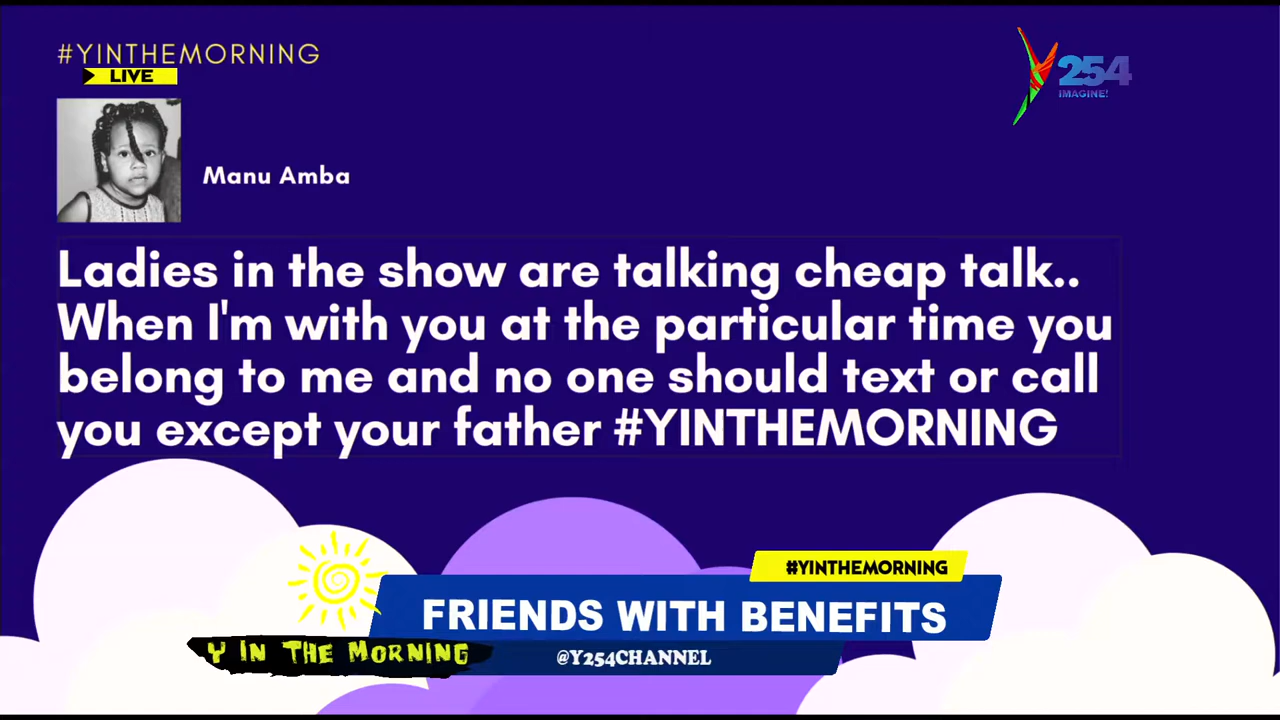 #YINTHEMORNING
LIVE
254
IMAGINE!
Manu Amba
Ladies in the show are talking cheap talk..
When I'm with you at the particular time you
belong to me and no one should text or call
you except your father #YINTHEMORNING
#YINTHEMORNING
FRIENDS WITH BENEFITS
Y IN THE MORNING
@Y254CHANNEL